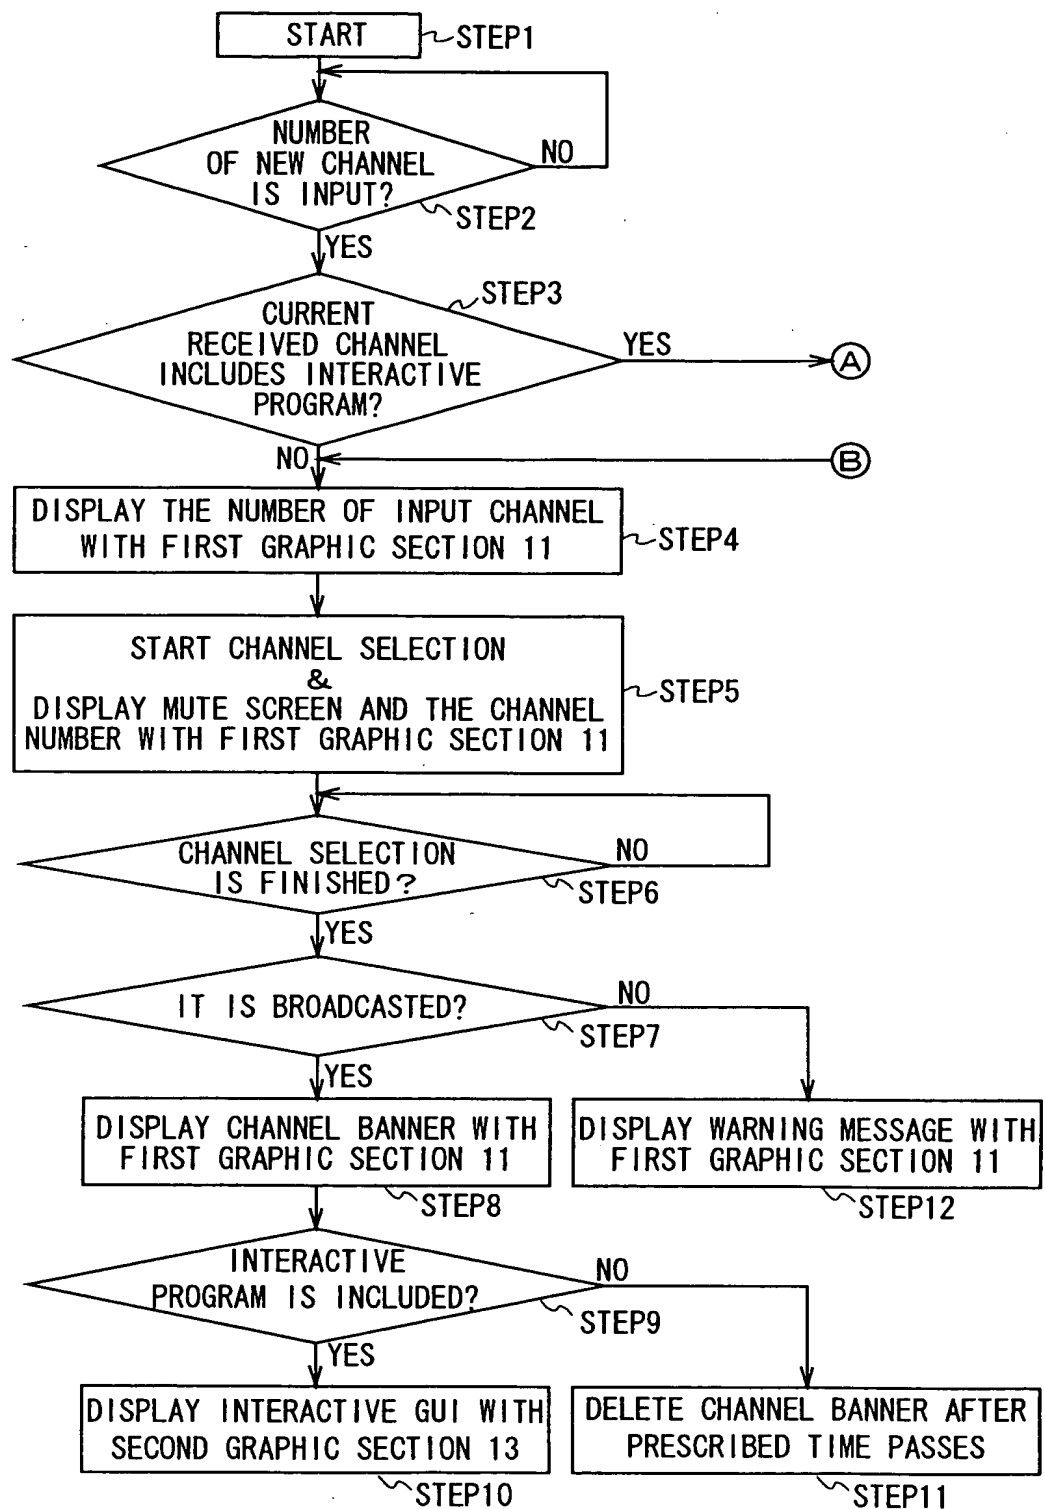 START
STEP1
NUMBER
OF NEW CHANNEL
IS INPUT?
NO
STEP2
YES
STEP3
CURRENT
RECEIVED CHANNEL
INCLUDES INTERACTIVE
PROGRAM?
YES
A
NO
B
DISPLAY THE NUMBER OF INPUT CHANNEL
WITH FIRST GRAPHIC SECTION 11
STEP4
START CHANNEL SELECTION
&
DISPLAY MUTE SCREEN AND THE CHANNEL
NUMBER WITH FIRST GRAPHIC SECTION 11
STEP5
CHANNEL SELECTION
IS FINISHED?
NO
STEP6
YES
IT IS BROADCASTED?
NO
STEP7
YES
DISPLAY CHANNEL BANNER WITH
FIRST GRAPHIC SECTION 11
STEP8
DISPLAY WARNING MESSAGE WITH
FIRST GRAPHIC SECTION 11
STEP12
INTERACTIVE
PROGRAM IS INCLUDED?
NO
STEP9
YES
DISPLAY INTERACTIVE GUI WITH
SECOND GRAPHIC SECTION 13
STEP10
DELETE CHANNEL BANNER AFTER
PRESCRIBED TIME PASSES
STEP11